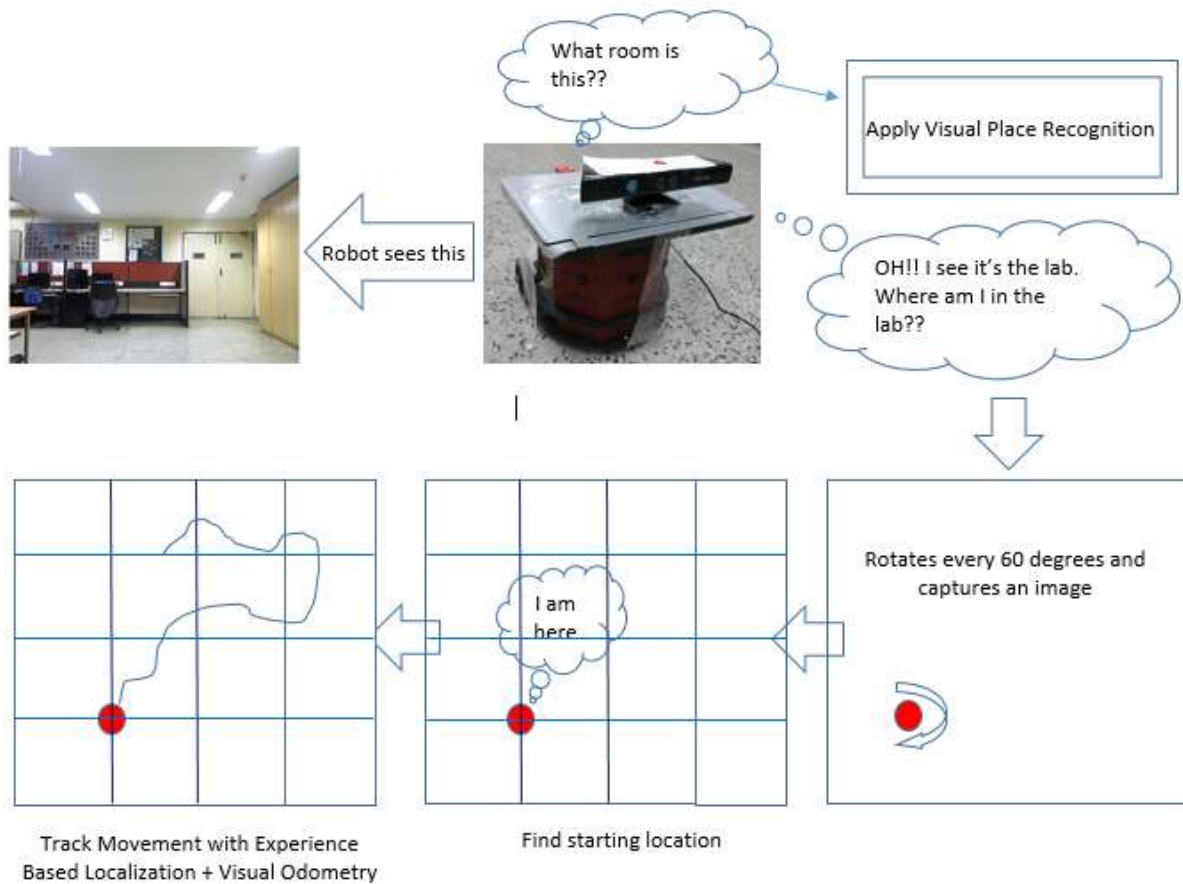 What room is
this??
Apply Visual Place Recognition
Robot sees this
OH!! I see it's the lab.
Where am I in the
lab??
Rotates every 60 degrees and
captures an image
I am
here
Find starting location
Track Movement with Experience
Based Localization + Visual Odometry